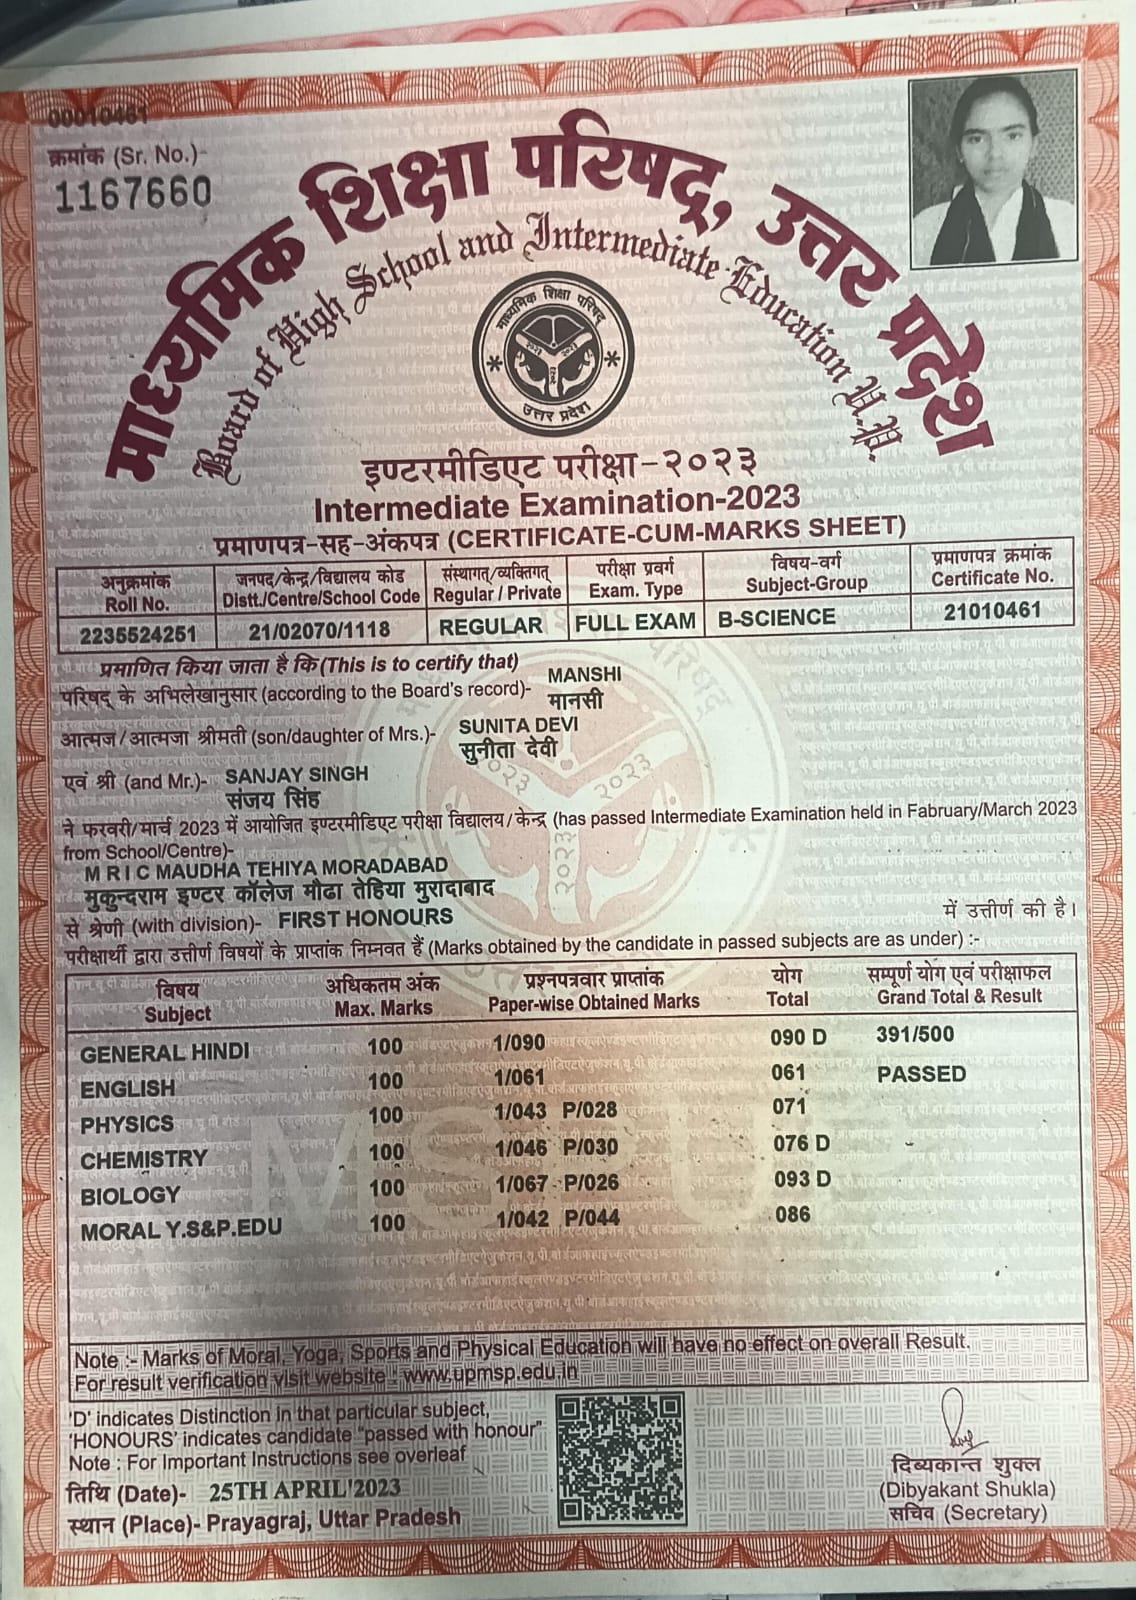 00010461
क्रमांक (Sr. No.)-
1167660
माध्यमिक शिक्षा परिषद्, उत्तर प्रदेश
Board of High School and Intermediate Education U.P.
माध्यमिक शिक्षा परिषद्
२०२३ २०२३
२०२३
उत्तर प्रदेश
इण्टरमीडिएट परीक्षा-२०२३
Intermediate Examination-2023
प्रमाणपत्र-सह-अंकपत्र (CERTIFICATE-CUM-MARKS SHEET)
अनुक्रमांक जनपद/केन्द्र/विद्यालय कोड संस्थागत/व्यक्तिगत परीक्षा प्रवर्ग विषय-वर्ग प्रमाणपत्र क्रमांक
Roll No. Distt./Centre/School Code Regular / Private Exam. Type Subject-Group Certificate No.
2235524251 21/02070/1118 REGULAR FULL EXAM B-SCIENCE 21010461
प्रमाणित किया जाता है कि (This is to certify that)
परिषद् के अभिलेखानुसार (according to the Board's record)- MANSHI
मानसी
आत्मज/आत्मजा श्रीमती (son/daughter of Mrs.)- SUNITA DEVI
सुनीता देवी
एवं श्री (and Mr.)- SANJAY SINGH
संजय सिंह
ने फरवरी/मार्च 2023 में आयोजित इण्टरमीडिएट परीक्षा विद्यालय/केन्द्र (has passed Intermediate Examination held in Fabruary/March 2023
from School/Centre)-
M R I C MAUDHA TEHIYA MORADABAD
मुकुन्दराम इण्टर कॉलेज मौढा तेहिया मुरादाबाद
से श्रेणी (with division)- FIRST HONOURS में उत्तीर्ण की है।
परीक्षार्थी द्वारा उत्तीर्ण विषयों के प्राप्तांक निम्नवत हैं (Marks obtained by the candidate in passed subjects are as under) :-
विषय अधिकतम अंक प्रश्नपत्रवार प्राप्तांक योग सम्पूर्ण योग एवं परीक्षाफल
Subject Max. Marks Paper-wise Obtained Marks Total Grand Total & Result
GENERAL HINDI 100 1/090 090 D 391/500
ENGLISH 100 1/061 061 PASSED
PHYSICS 100 1/043 P/028 071
CHEMISTRY 100 1/046 P/030 076 D
BIOLOGY 100 1/067 P/026 093 D
MORAL Y.S&P.EDU 100 1/042 P/044 086
Note :- Marks of Moral, Yoga, Sports and Physical Education will have no effect on overall Result.
For result verification visit website : www.upmsp.edu.in
'D' indicates Distinction in that particular subject,
'HONOURS' indicates candidate "passed with honour"
Note : For Important Instructions see overleaf
तिथि (Date)- 25TH APRIL'2023
स्थान (Place)- Prayagraj, Uttar Pradesh
दिब्यकान्त शुक्ल
(Dibyakant Shukla)
सचिव (Secretary)